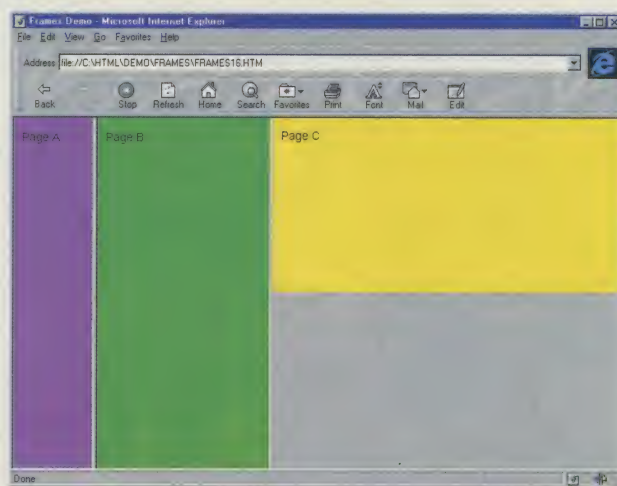 Frames Demo - Microsoft Internet Explorer
File Edit View Go Favorites Help
Address file://C:\HTML\DEMO\FRAMES\FRAMES16.HTM
Back Stop Refresh Home Search Favorites Print Font Mail Edit
Page A Page B Page C
Done